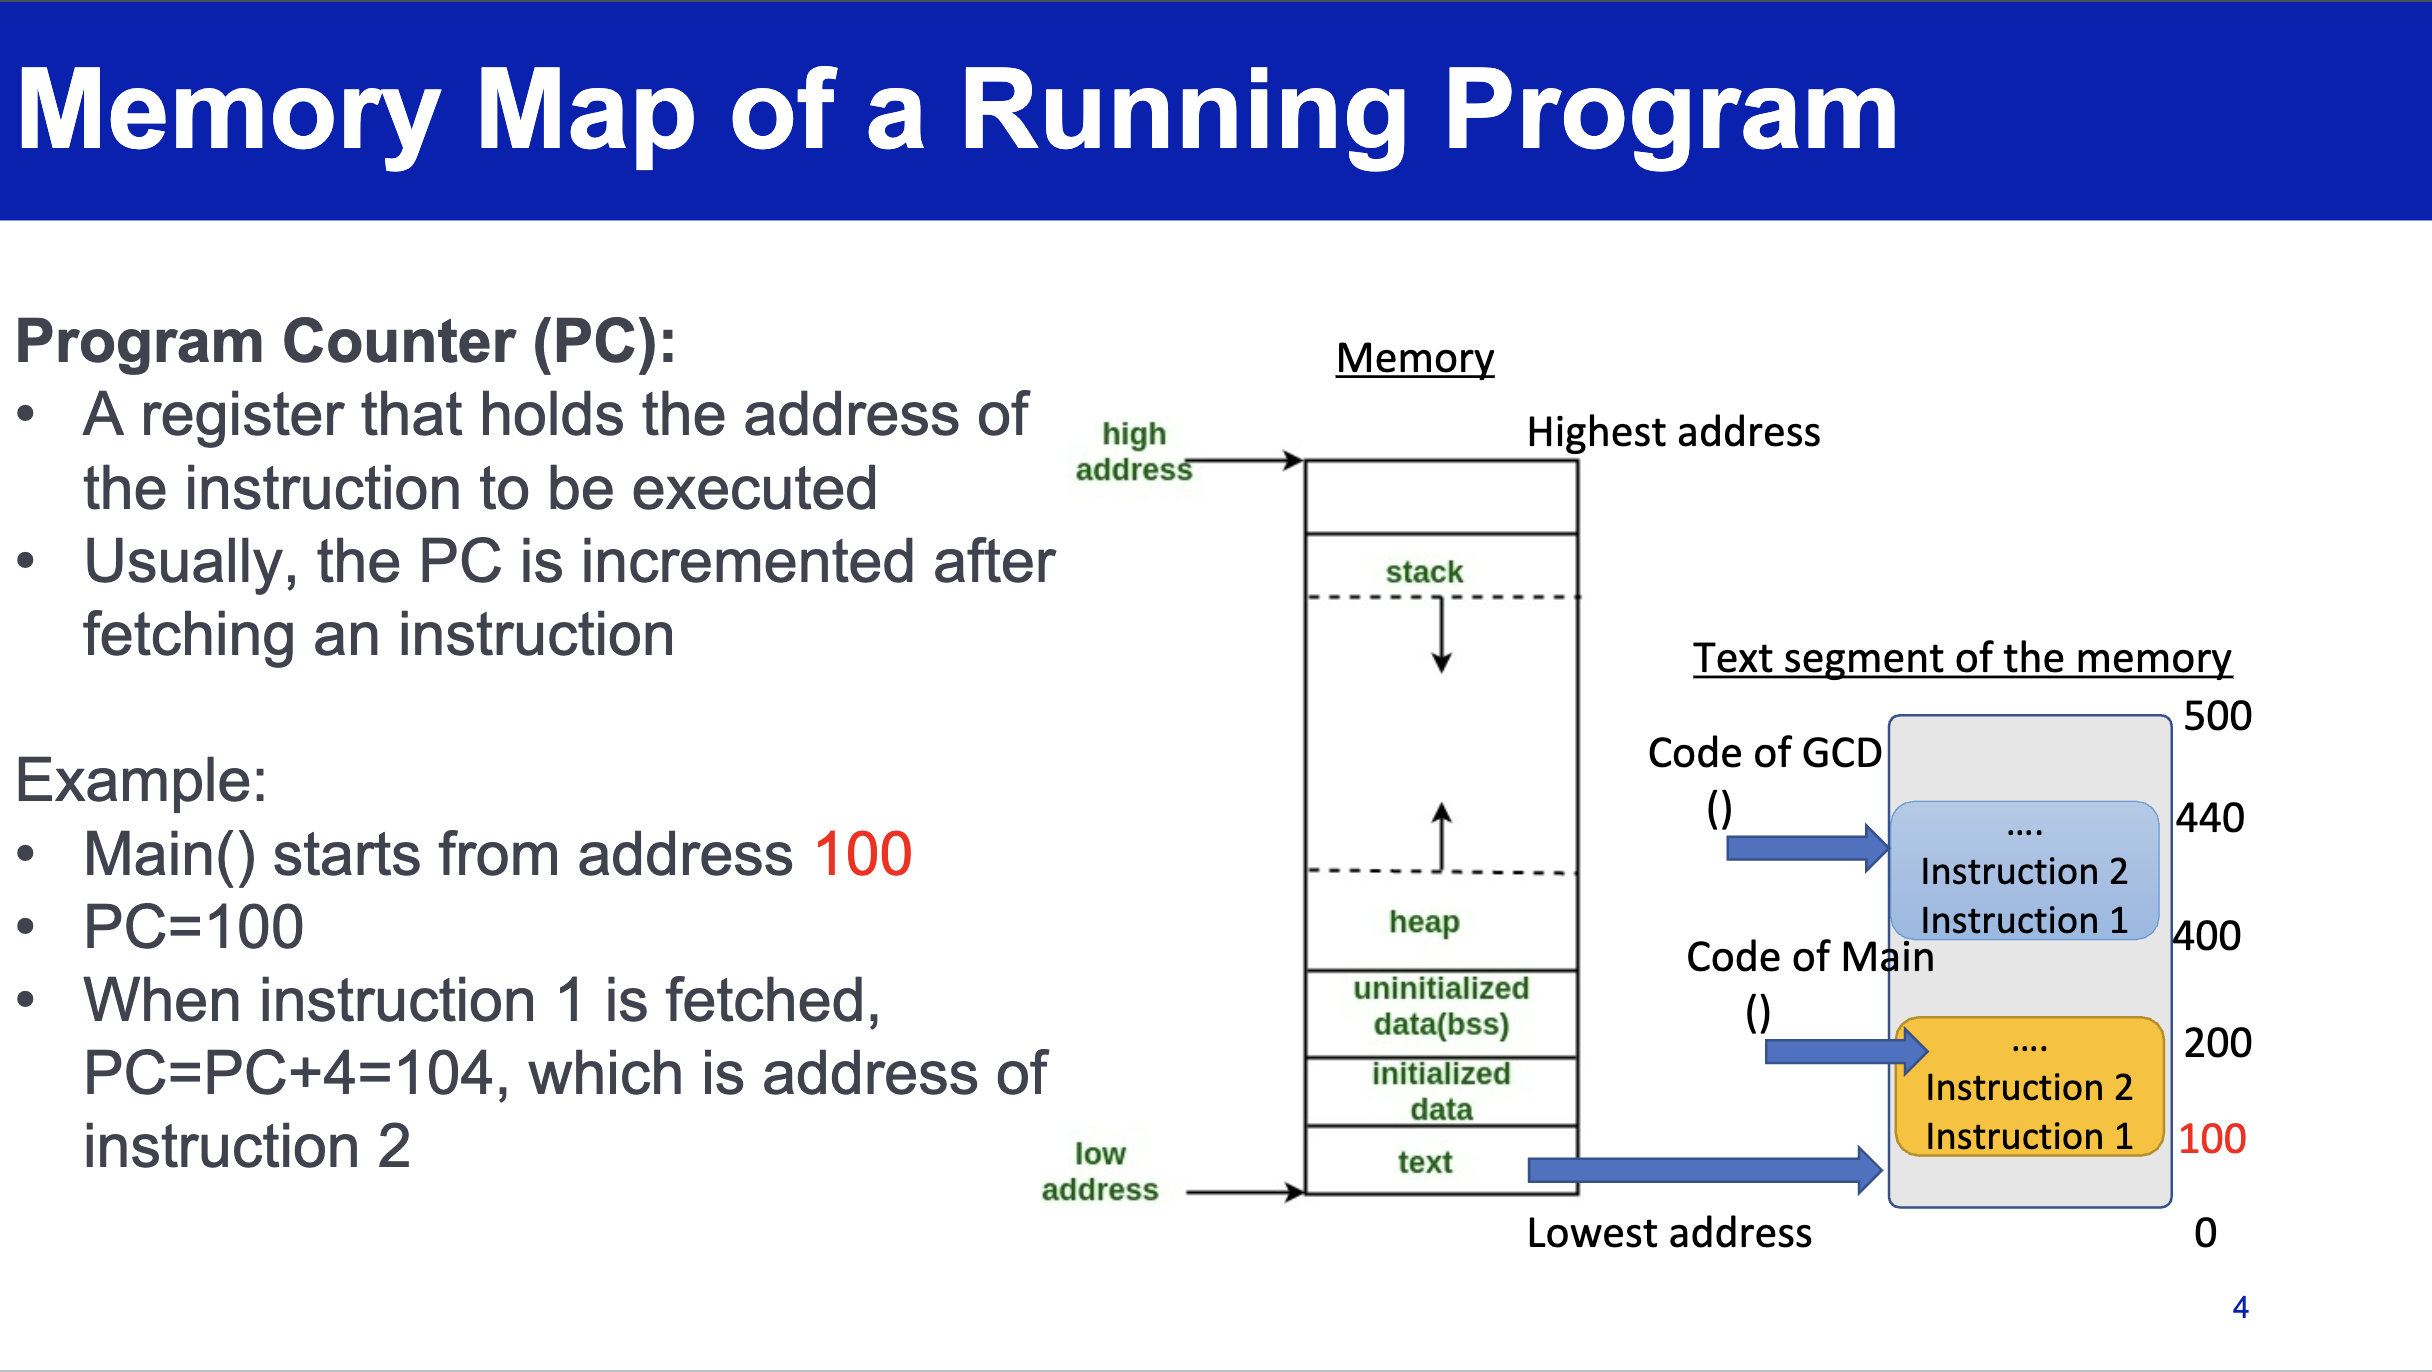 Memory Map of a Running Program
Program Counter (PC):
• A register that holds the address of
the instruction to be executed
• Usually, the PC is incremented after
fetching an instruction
Example:
• Main() starts from address 100
• PC=100
• When instruction 1 is fetched,
PC=PC+4=104, which is address of
instruction 2
Memory
high
address
Highest address
stack
heap
uninitialized
data(bss)
initialized
data
text
low
address
Lowest address
Text segment of the memory
500
Code of GCD
()
440
....
Instruction 2
Instruction 1
400
Code of Main
()
200
....
Instruction 2
Instruction 1
100
0
4